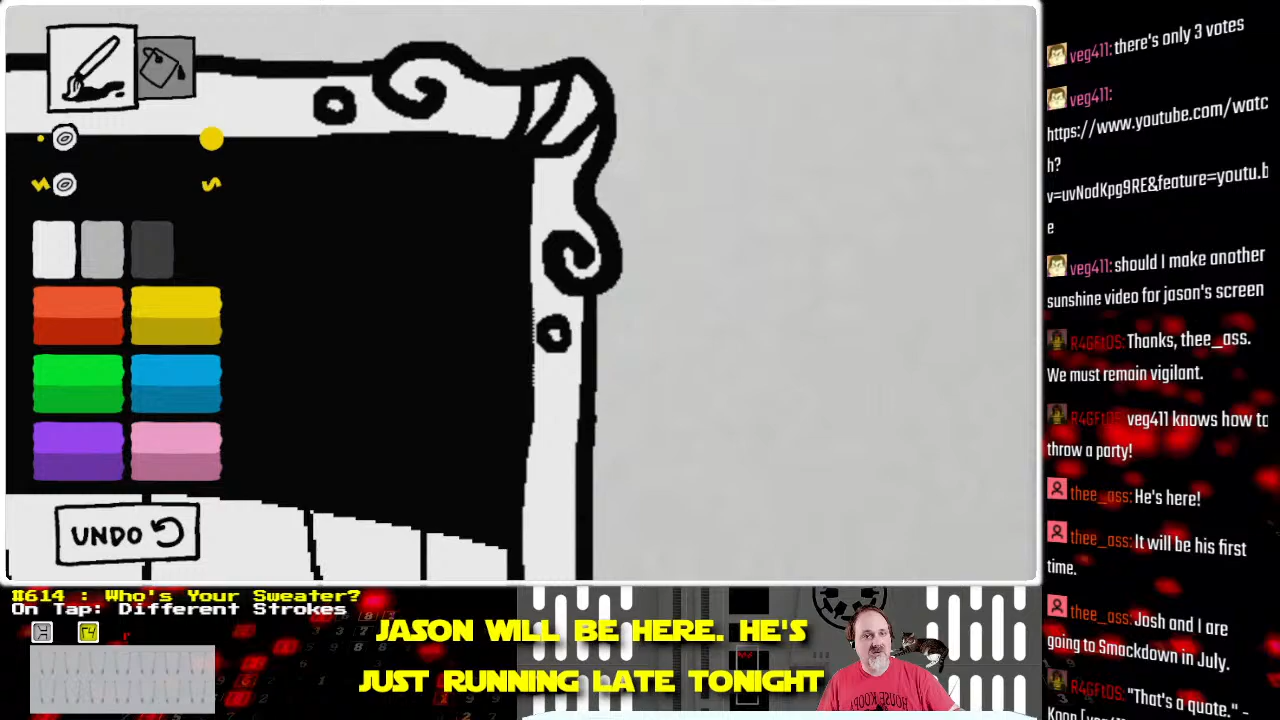 veg411: there's only 3 votes
veg411:
https://www.youtube.com/watc
h?
v=uvNodKpg9RE&feature=youtu.b
e
veg411: should I make another
sunshine video for jason's screen
R4GEtDS: Thanks, thee_ass.
We must remain vigilant.
R4GEtDS: veg411 knows how to
throw a party!
thee_ass: He's here!
thee_ass: It will be his first
time.
thee_ass: Josh and I are
going to Smackdown in July.
R4GEtDS: "That's a quote." -
UNDO
#614 : Who's Your Sweater?
On Tap: Different Strokes
JASON WILL BE HERE. HE'S
JUST RUNNING LATE TONIGHT